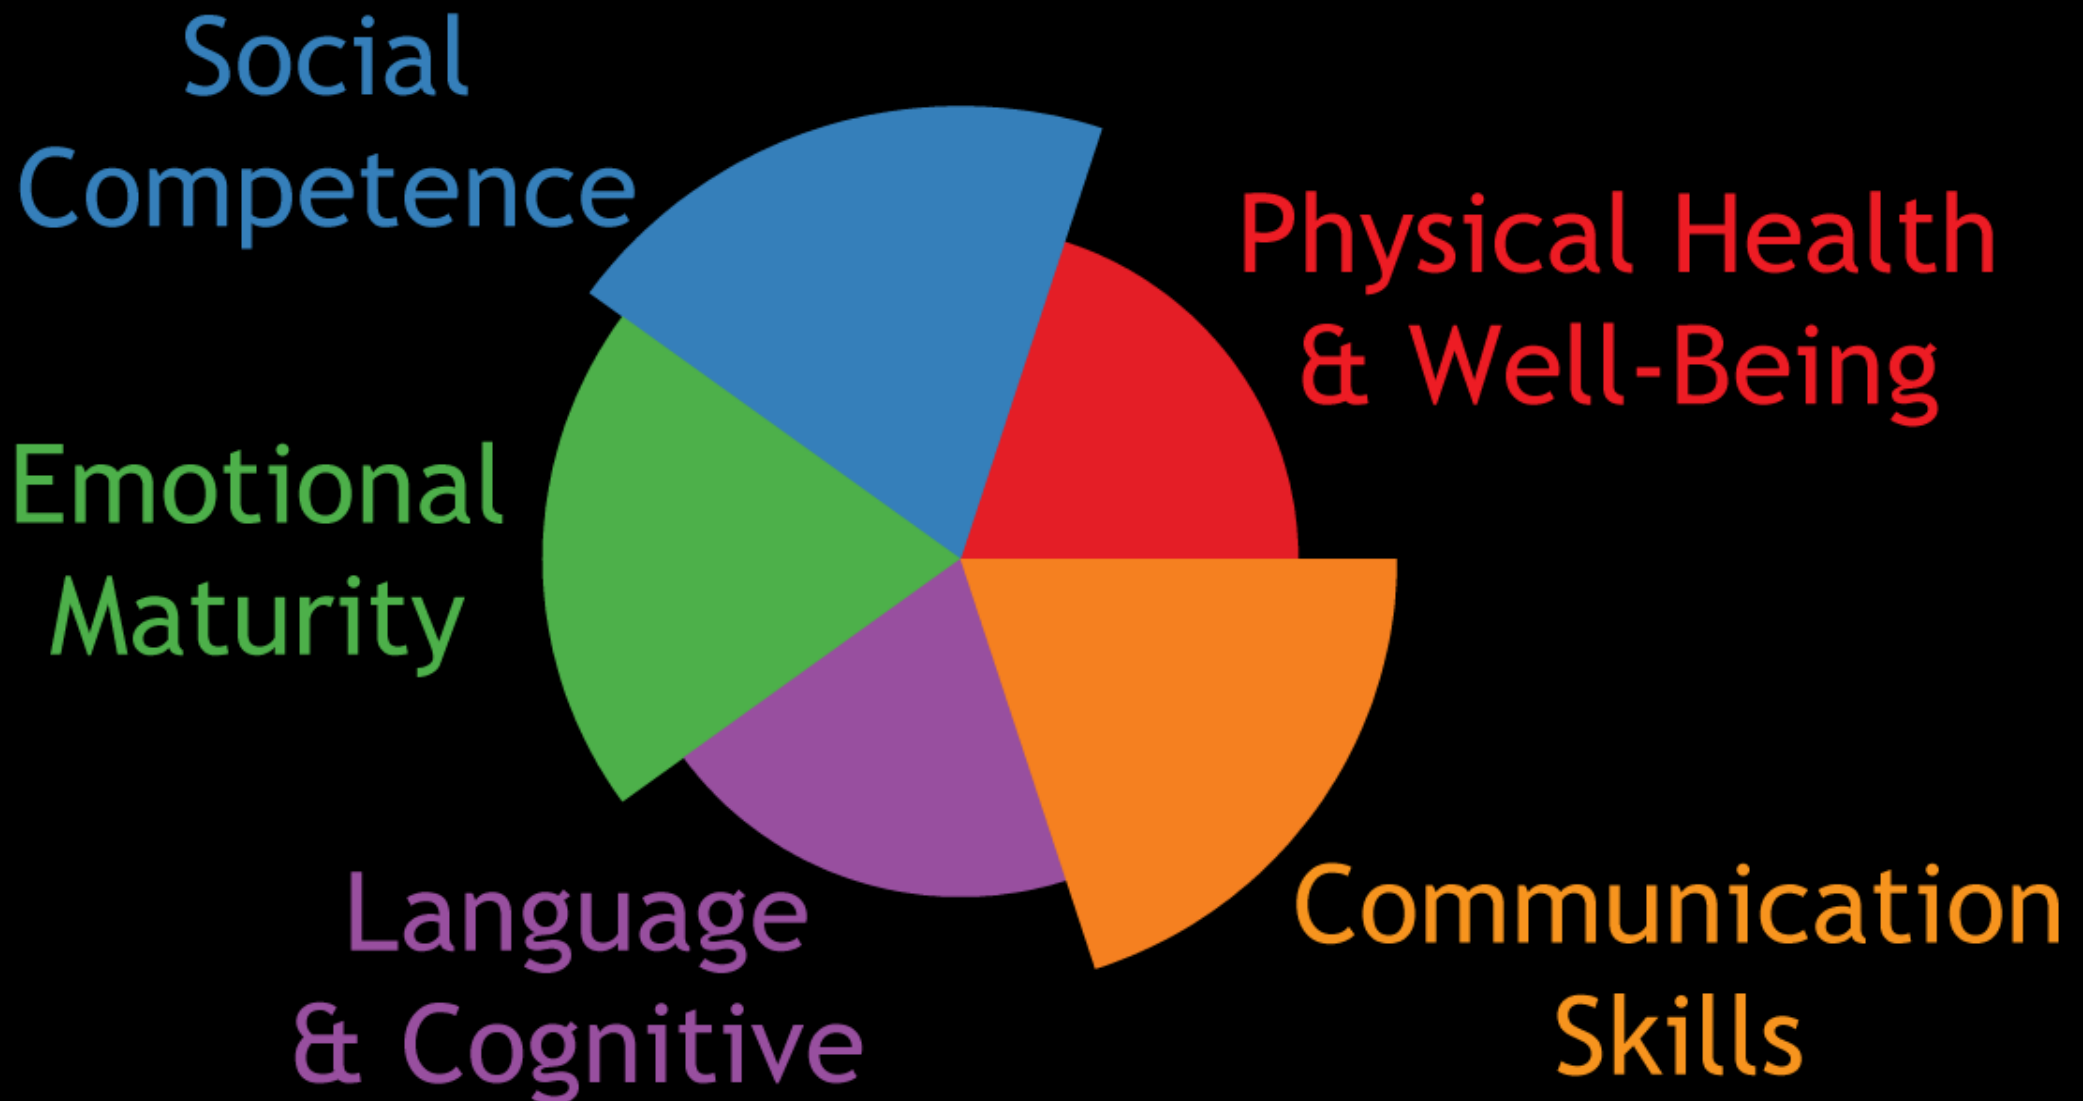 Social
Competence
Physical Health
& Well-Being
Emotional
Maturity
Language
& Cognitive
Communication
Skills